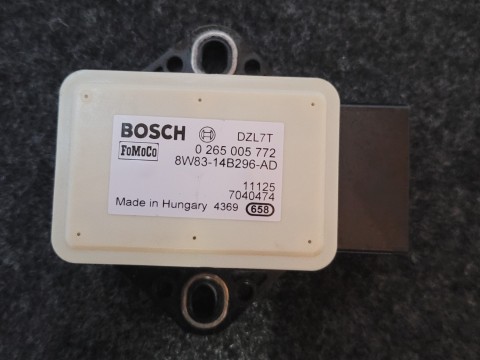 BOSCH DZL7T
FoMoCo 0 265 005 772
8W83-14B296-AD
11125
7040474
Made in Hungary 4369 658